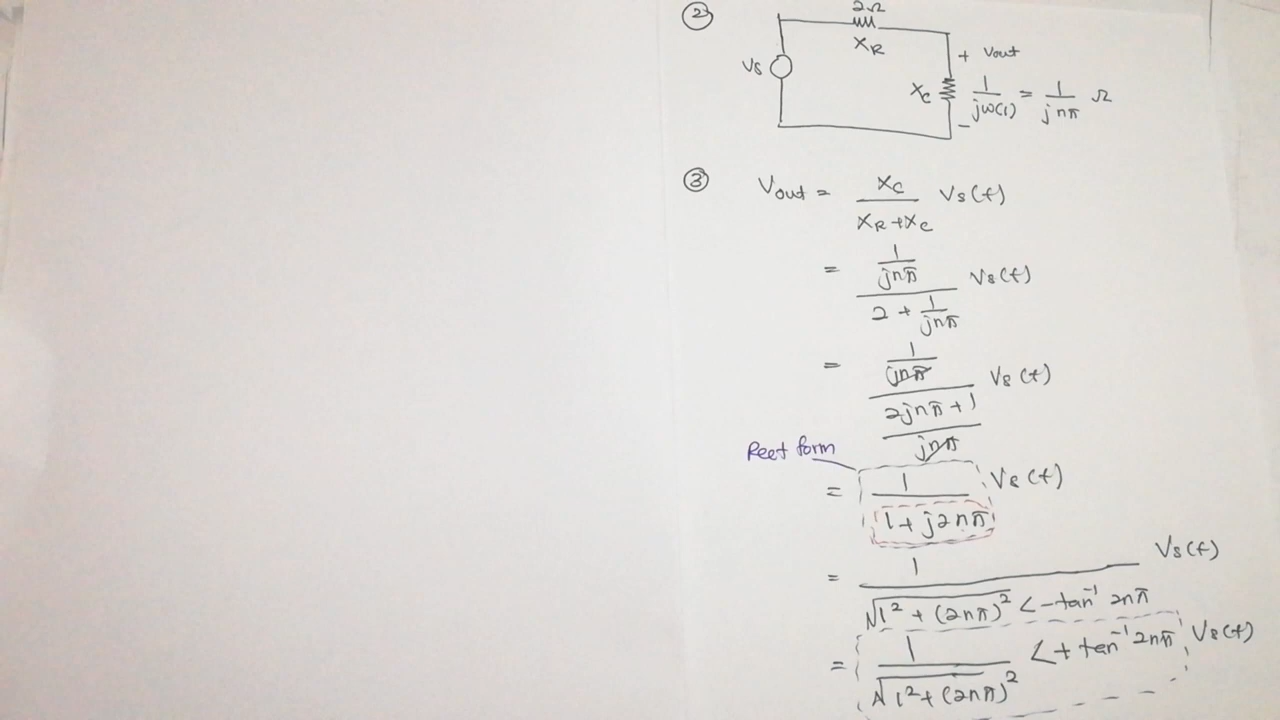 ② 2Ω
X_R
Vs
+ Vout
X_C 1/(jω(1)) = 1/(jnπ) Ω
−
③ Vout = X_C/(X_R + X_C) Vs(t)
= (1/(jnπ))/(2 + 1/(jnπ)) Vs(t)
= (1/(jnπ))/((2jnπ + 1)/(jnπ)) Vs(t)
Rect form
= 1/(1 + j2nπ) Vs(t)
= 1/(√(1² + (2nπ)²) ∠ −tan⁻¹ 2nπ) Vs(t)
= 1/√(1² + (2nπ)²) ∠ + tan⁻¹ 2nπ Vs(t)